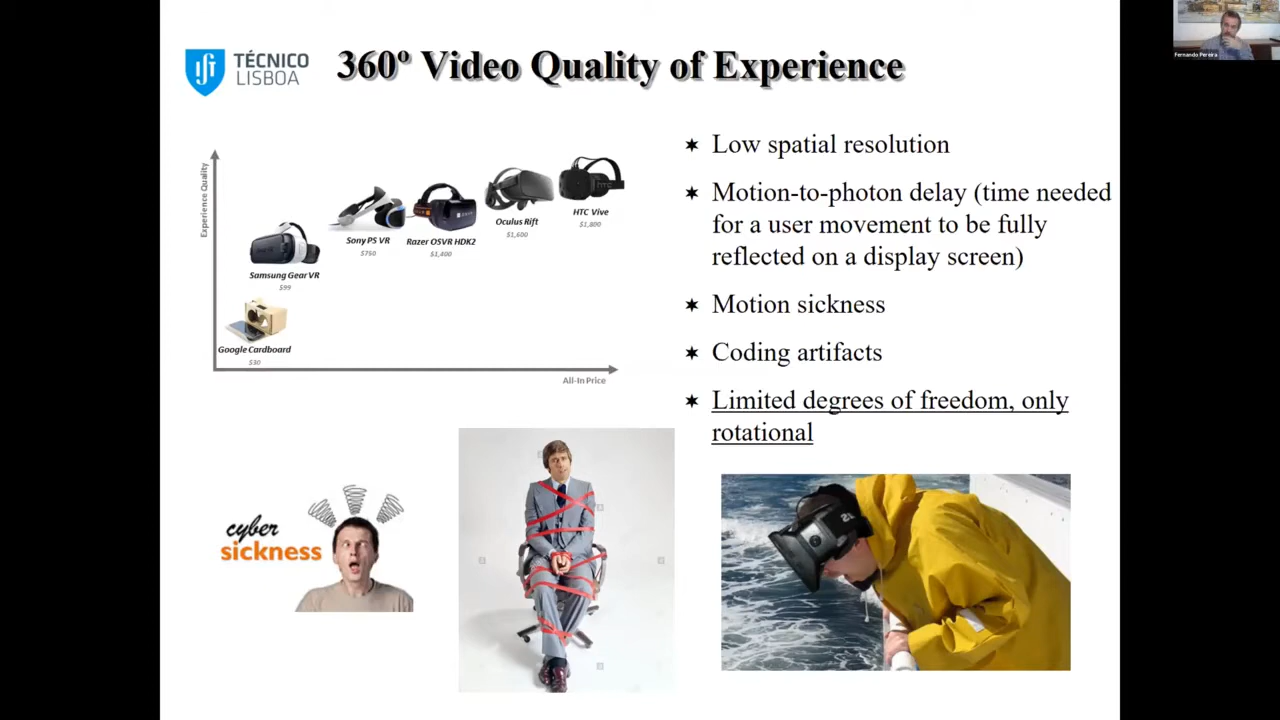 TÉCNICO
LISBOA
360º Video Quality of Experience
Fernando Pereira
Experience Quality
Samsung Gear VR
$99
Google Cardboard
$30
Sony PS VR
$750
Razer OSVR HDK2
$1,400
Oculus Rift
$1,600
HTC Vive
$1,800
All-In Price
Low spatial resolution
Motion-to-photon delay (time needed
for a user movement to be fully
reflected on a display screen)
Motion sickness
Coding artifacts
Limited degrees of freedom, only
rotational
cyber
sickness